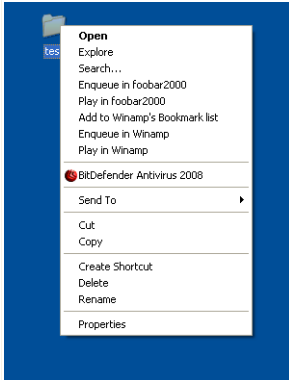 tes
Open
Explore
Search...
Enqueue in foobar2000
Play in foobar2000
Add to Winamp's Bookmark list
Enqueue in Winamp
Play in Winamp
BitDefender Antivirus 2008
Send To
Cut
Copy
Create Shortcut
Delete
Rename
Properties